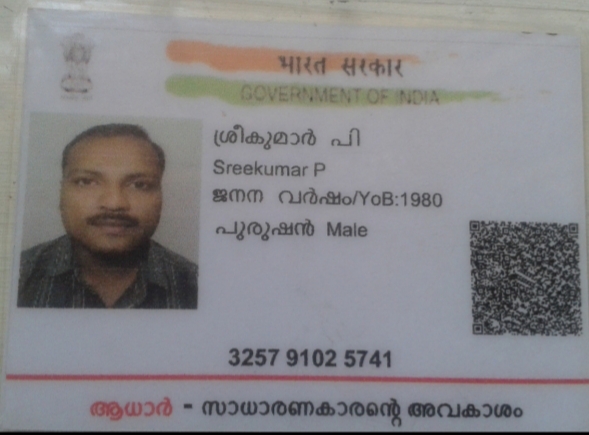 भारत सरकार
GOVERNMENT OF INDIA
ശ്രീകുമാർ പി
Sreekumar P
ജനന വർഷം/YoB:1980
പുരുഷൻ Male
3257 9102 5741
ആധാർ - സാധാരണകാരന്റെ അവകാശം